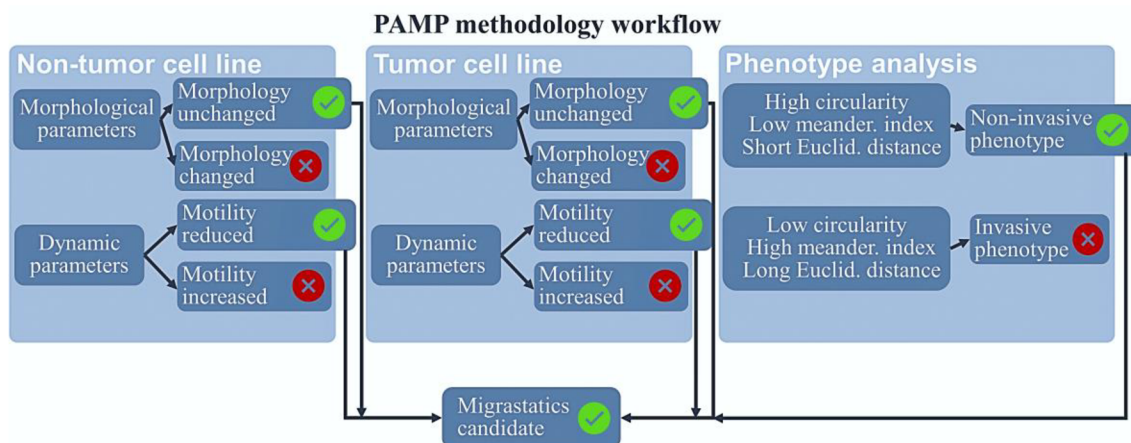 PAMP methodology workflow
Non-tumor cell line
Morphological
parameters
Morphology
unchanged
Morphology
changed
Dynamic
parameters
Motility
reduced
Motility
increased
Tumor cell line
Morphological
parameters
Morphology
unchanged
Morphology
changed
Dynamic
parameters
Motility
reduced
Motility
increased
Phenotype analysis
High circularity
Low meander. index
Short Euclid. distance
Non-invasive
phenotype
Low circularity
High meander. index
Long Euclid. distance
Invasive
phenotype
Migrastatics
candidate